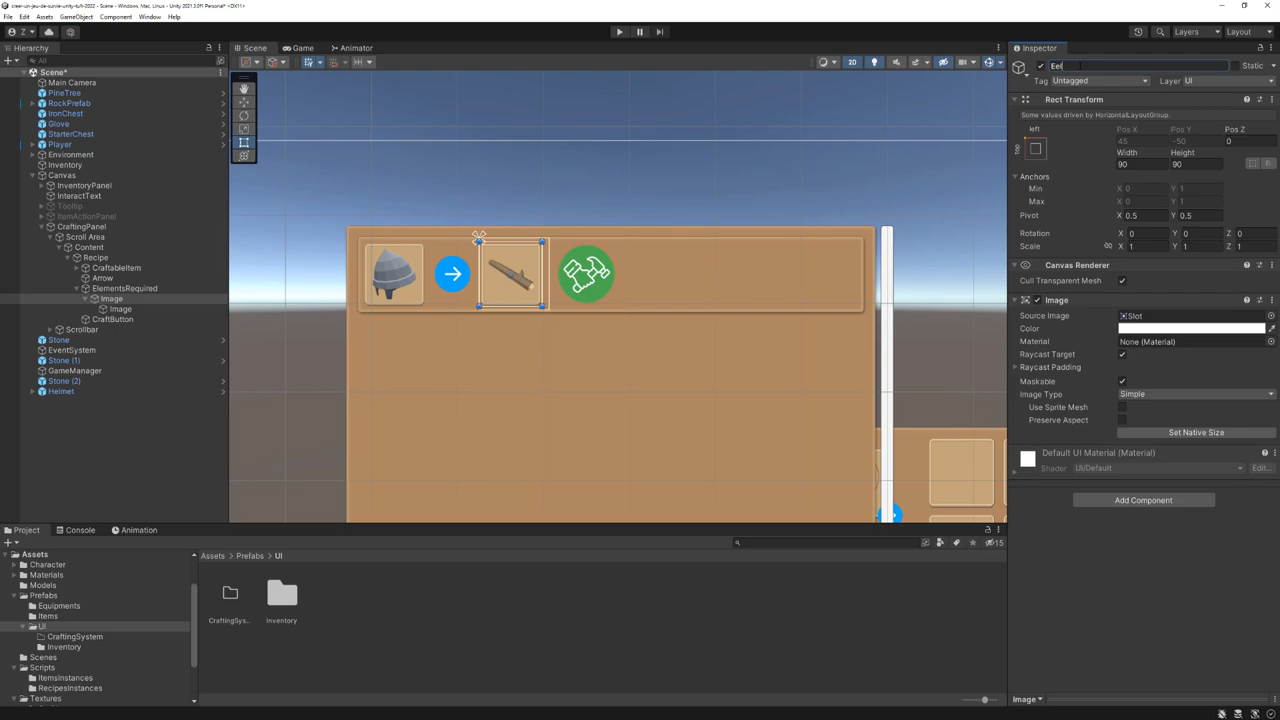 creer-un-jeu-de-survie-unity-tufr-2022 - Scene - Windows, Mac, Linux - Unity 2021.3.0f1 Personal* <DX11>
File Edit Assets GameObject Component Window Help
Z Layers Layout
Hierarchy Scene Game Animator Inspector
All 2D Eel Static
Scene*
Tag Untagged Layer UI
Main Camera
PineTree
RockPrefab
IronChest
Glove
StarterChest
Player
Environment
Inventory
Canvas
InventoryPanel
InteractText
Tooltip
ItemActionPanel
CraftingPanel
Scroll Area
Content
Recipe
CraftableItem
Arrow
ElementsRequired
Image
Image
CraftButton
Scrollbar
Stone
EventSystem
Stone (1)
GameManager
Stone (2)
Helmet
Rect Transform
Some values driven by HorizontalLayoutGroup.
left Pos X Pos Y Pos Z
top 45 -50 0
Width Height
90 90
Anchors
Min X 0 Y 1
Max X 0 Y 1
Pivot X 0.5 Y 0.5
Rotation X 0 Y 0 Z 0
Scale X 1 Y 1 Z 1
Canvas Renderer
Cull Transparent Mesh
Image
Source Image Slot
Color
Material None (Material)
Raycast Target
Raycast Padding
Maskable
Image Type Simple
Use Sprite Mesh
Preserve Aspect
Set Native Size
Default UI Material (Material)
Shader UI/Default Edit...
Add Component
Image
Project Console Animation
15
Assets
Character
Materials
Models
Prefabs
Equipments
Items
UI
CraftingSystem
Inventory
Scenes
Scripts
ItemsInstances
RecipesInstances
Textures
Assets > Prefabs > UI
CraftingSys... Inventory